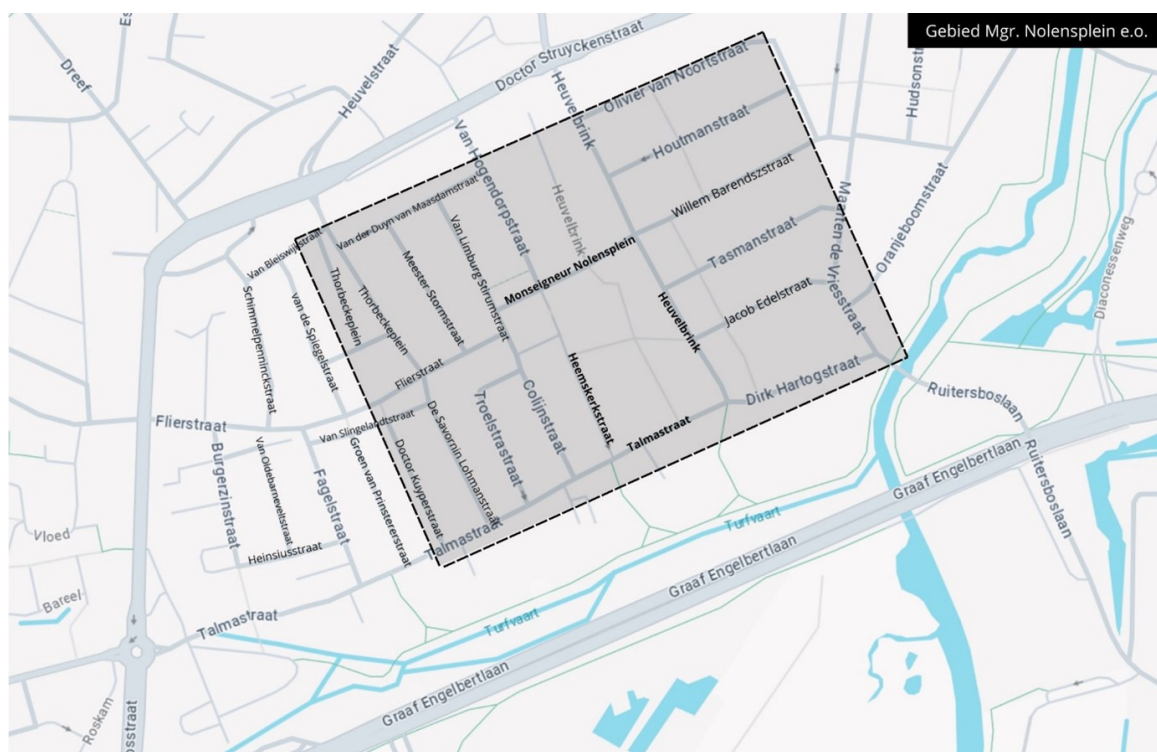 Gebied Mgr. Nolensplein e.o.
Es
Dreef
Heuvelstraat
Doctor Struyckenstraat
Heuvelbrink
Olivier van Noortstraat
Hudsonstr
Van Hogendorpstraat
Houtmanstraat
Van der Duyn van Maasdamstraat
Willem Barendszstraat
Heuvelbrink
Van Limburg Stirumstraat
Maarten de Vriesstraat
Oranjeboomstraat
Van Bleiswijkstraat
Meester Stormstraat
Monseigneur Nolensplein
Tasmanstraat
Diaconessenweg
Thorbeckeplein
Thorbeckeplein
Schimmelpenninckstraat
van de Spiegelstraat
Heuvelbrink
Jacob Edelstraat
Flierstraat
Heemskerkstraat
Dirk Hartogstraat
Ruitersboslaan
Colijnstraat
Troelstrastraat
Van Slingelandtstraat
De Savornin Lohmanstraat
Talmastraat
Flierstraat
Burgerzinstraat
Van Oldebarneveltstraat
Fagelstraat
Groen van Prinstererstraat
Doctor Kuyperstraat
Graaf Engelbertlaan
Ruitersboslaan
Vloed
Heinsiusstraat
Talmastraat
Turfvaart
Graaf Engelbertlaan
Bareel
Talmastraat
Turfvaart
Graaf Engelbertlaan
Roskam
osstraat